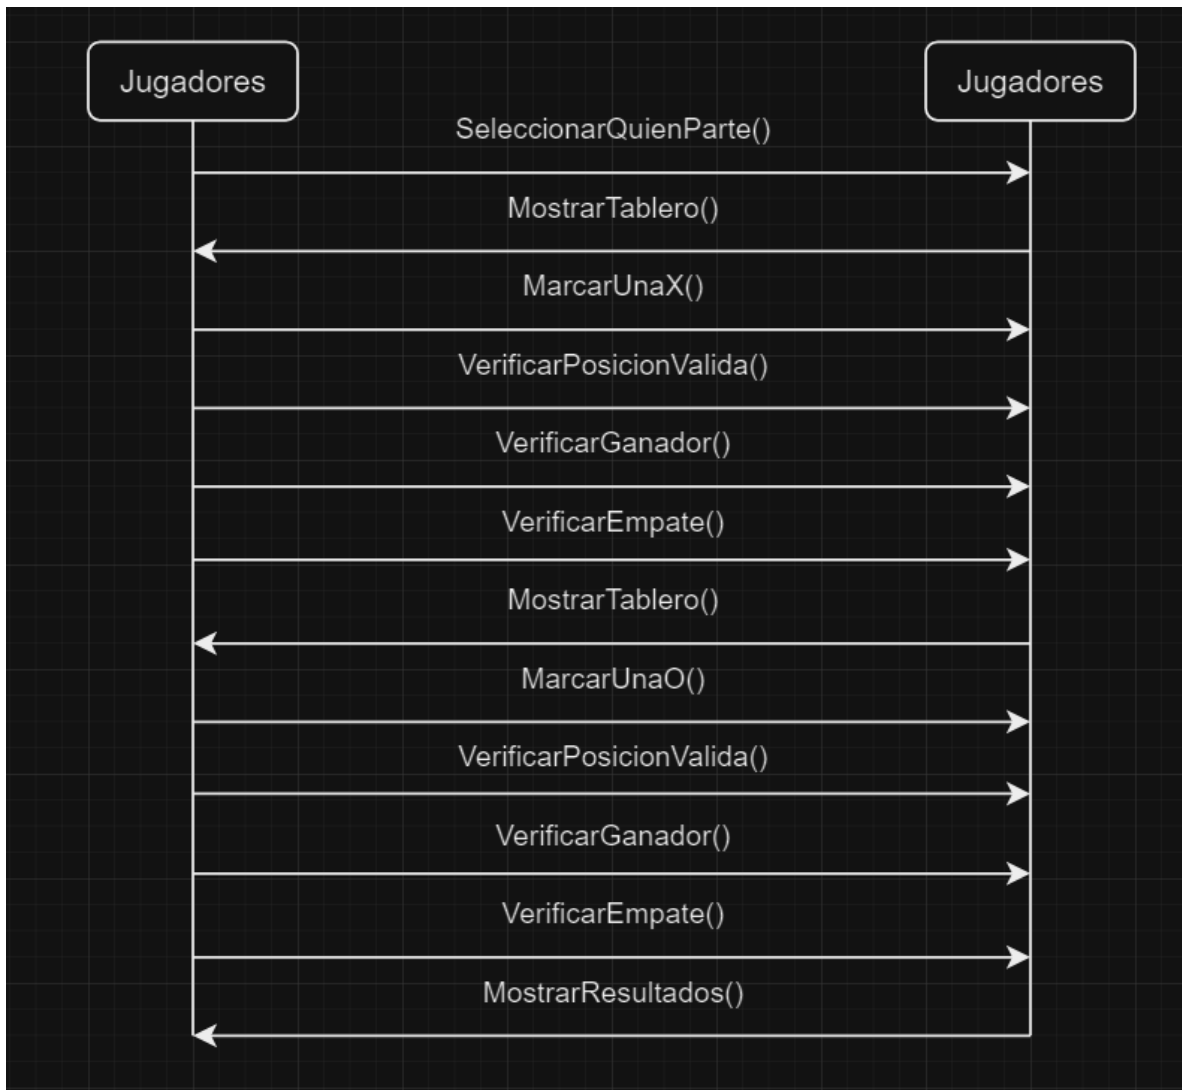 Jugadores
Jugadores
SeleccionarQuienParte()
MostrarTablero()
MarcarUnaX()
VerificarPosicionValida()
VerificarGanador()
VerificarEmpate()
MostrarTablero()
MarcarUnaO()
VerificarPosicionValida()
VerificarGanador()
VerificarEmpate()
MostrarResultados()